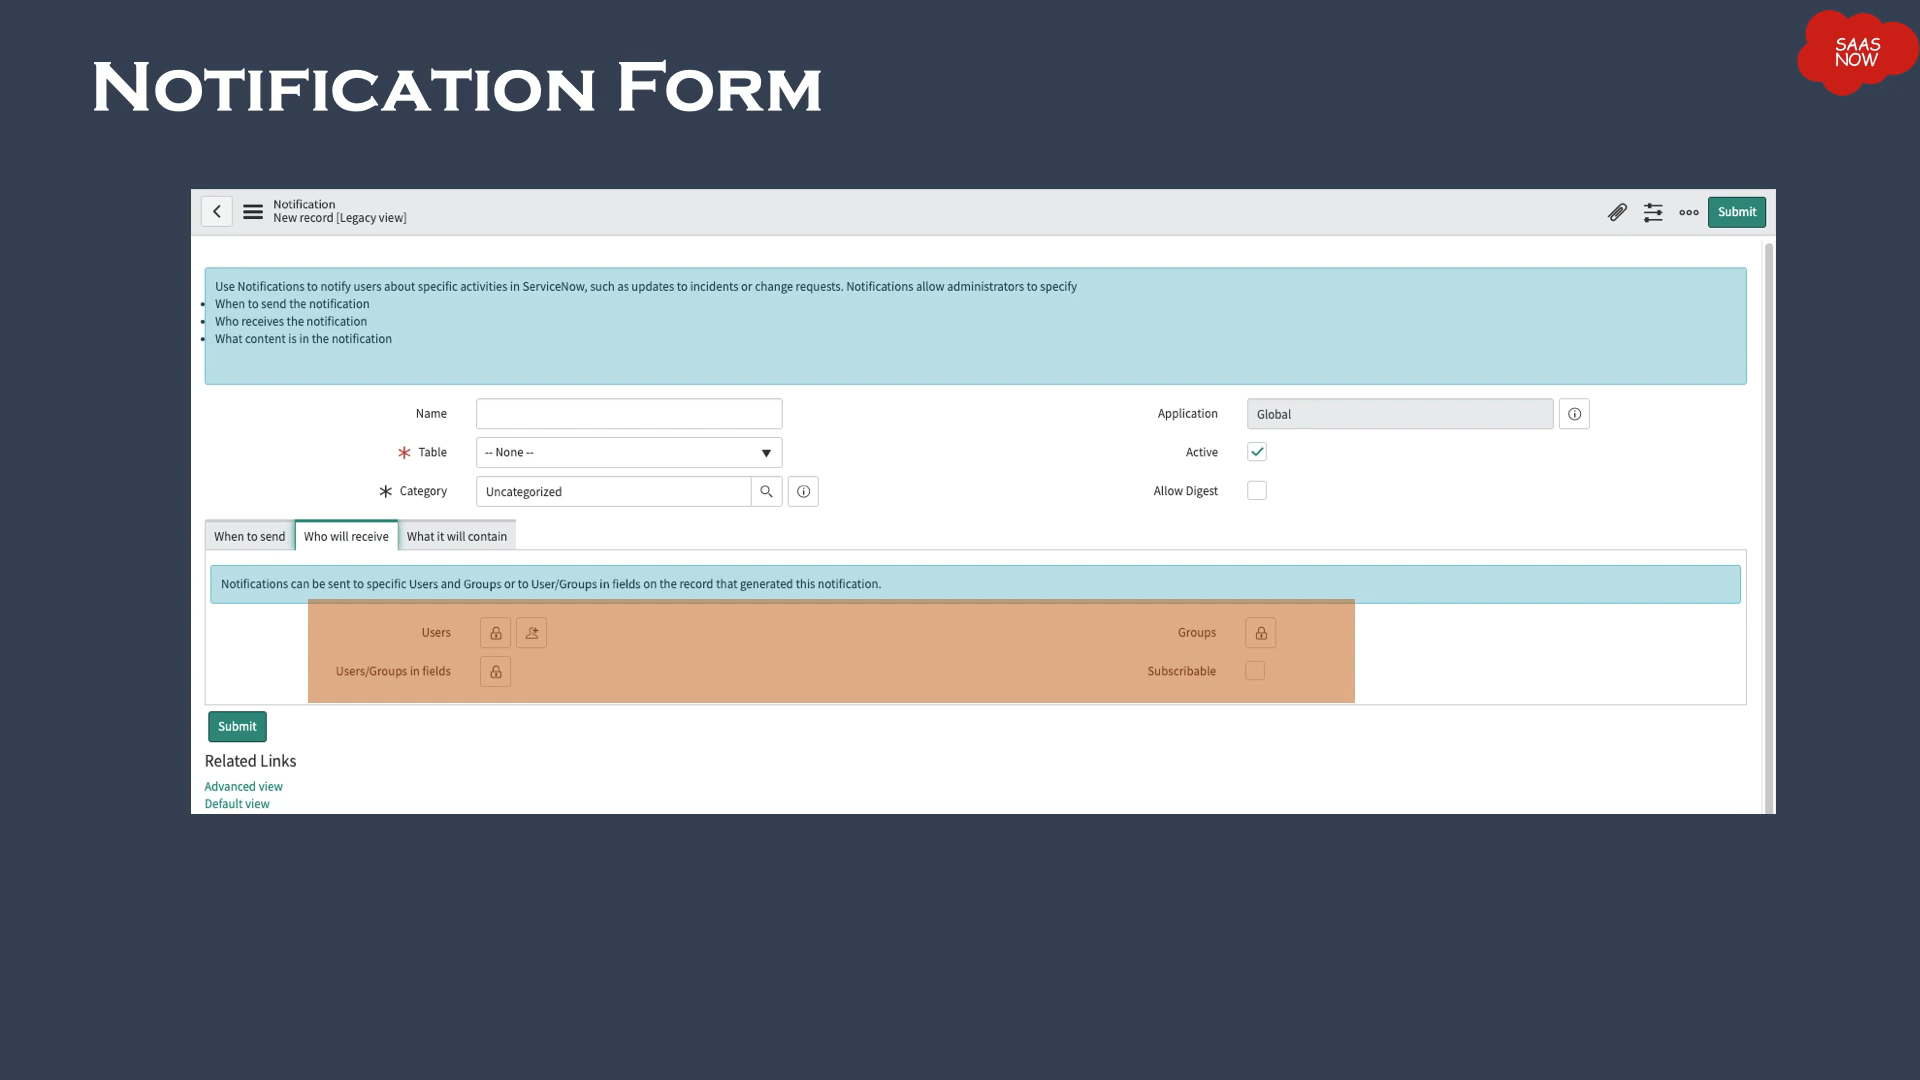 Notification Form
SAAS
NOW
Notification
New record [Legacy view]
Submit
Use Notifications to notify users about specific activities in ServiceNow, such as updates to incidents or change requests. Notifications allow administrators to specify
• When to send the notification
• Who receives the notification
• What content is in the notification
Name
Application
Global
Table
-- None --
Active
Category
Uncategorized
Allow Digest
When to send
Who will receive
What it will contain
Notifications can be sent to specific Users and Groups or to User/Groups in fields on the record that generated this notification.
Users
Groups
Users/Groups in fields
Subscribable
Submit
Related Links
Advanced view
Default view